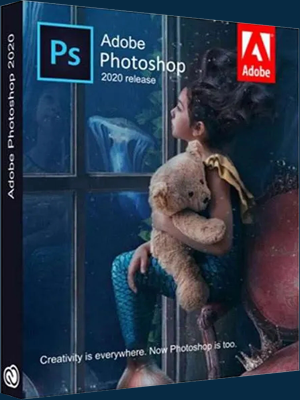 Adobe Photoshop 2020
Ps
Adobe
Photoshop
2020 release
Adobe
Creativity is everywhere. Now Photoshop is too.